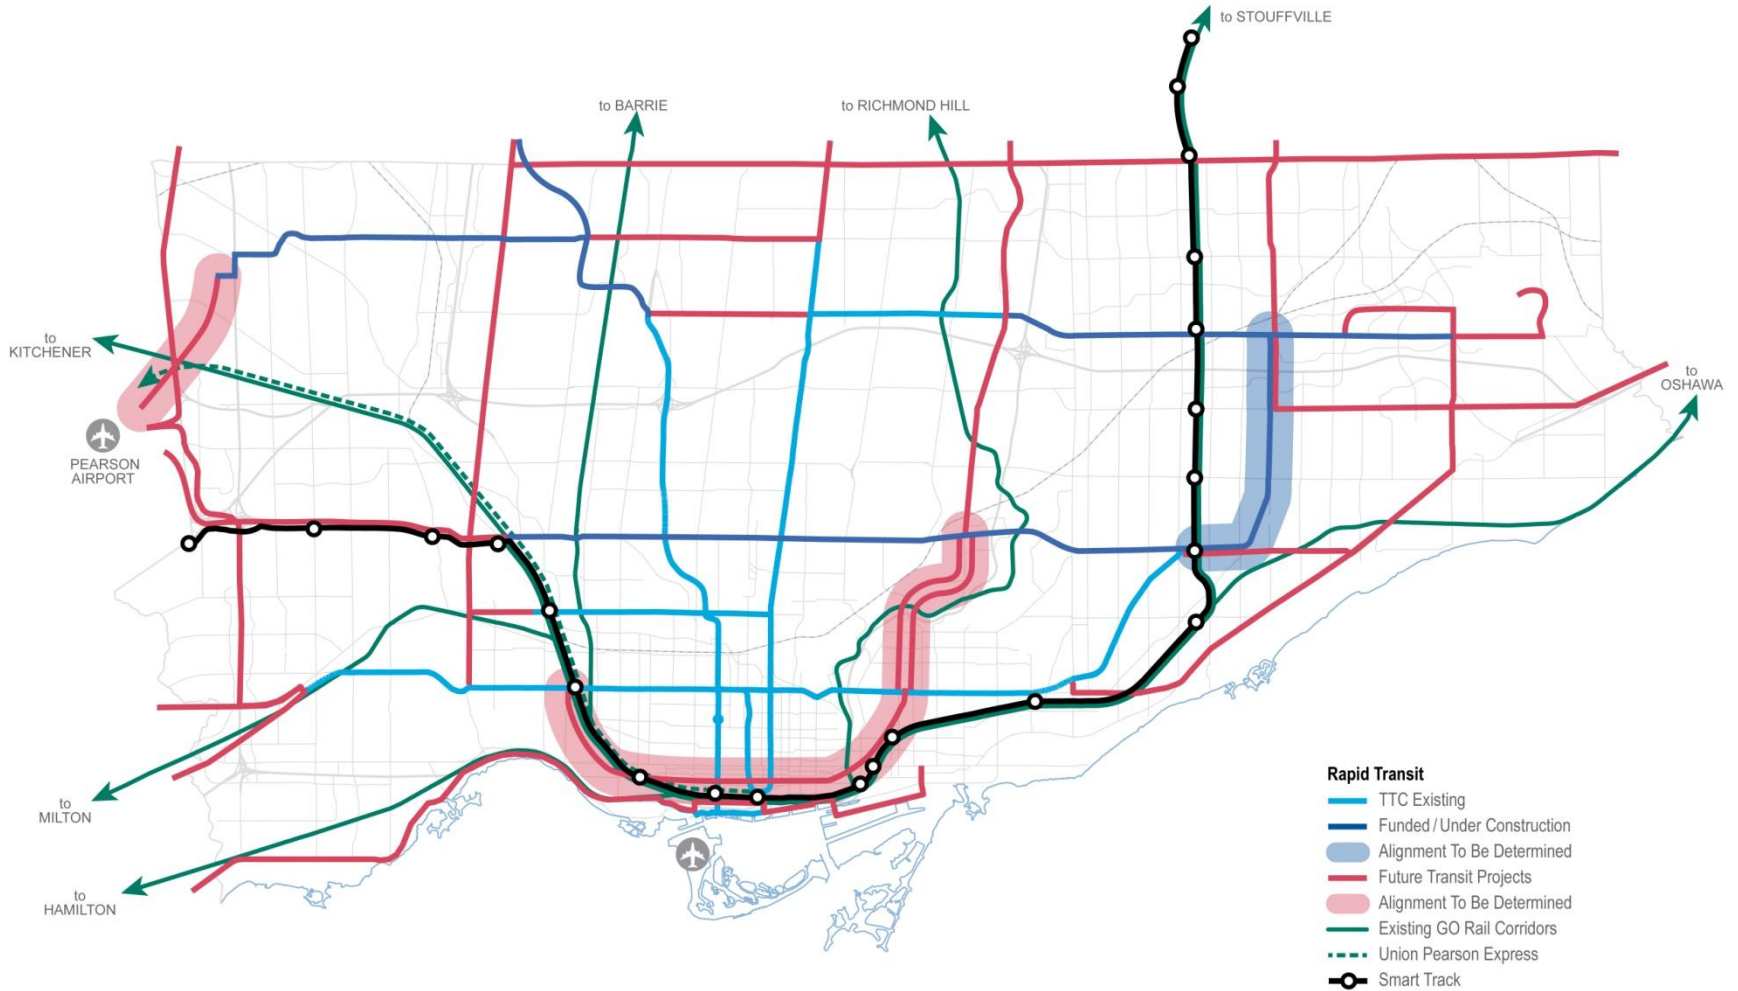 to STOUFFVILLE
to BARRIE
to RICHMOND HILL
to
KITCHENER
to
OSHAWA
PEARSON
AIRPORT
to
MILTON
to
HAMILTON
Rapid Transit
TTC Existing
Funded / Under Construction
Alignment To Be Determined
Future Transit Projects
Alignment To Be Determined
Existing GO Rail Corridors
Union Pearson Express
Smart Track